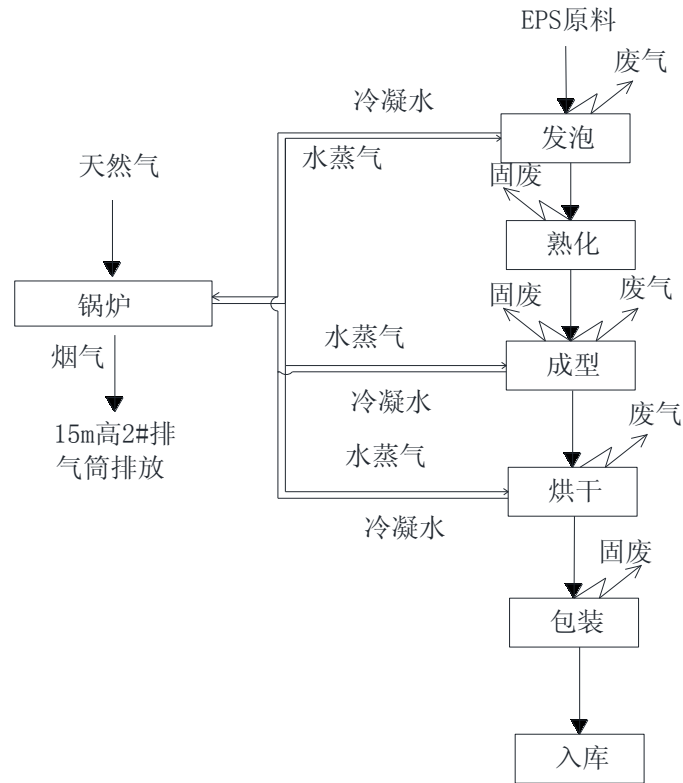 EPS原料
废气
冷凝水
发泡
水蒸气
天然气
固废
熟化
固废
废气
锅炉
水蒸气
烟气
成型
冷凝水
废气
15m高2#排
气筒排放
水蒸气
烘干
冷凝水
固废
包装
入库